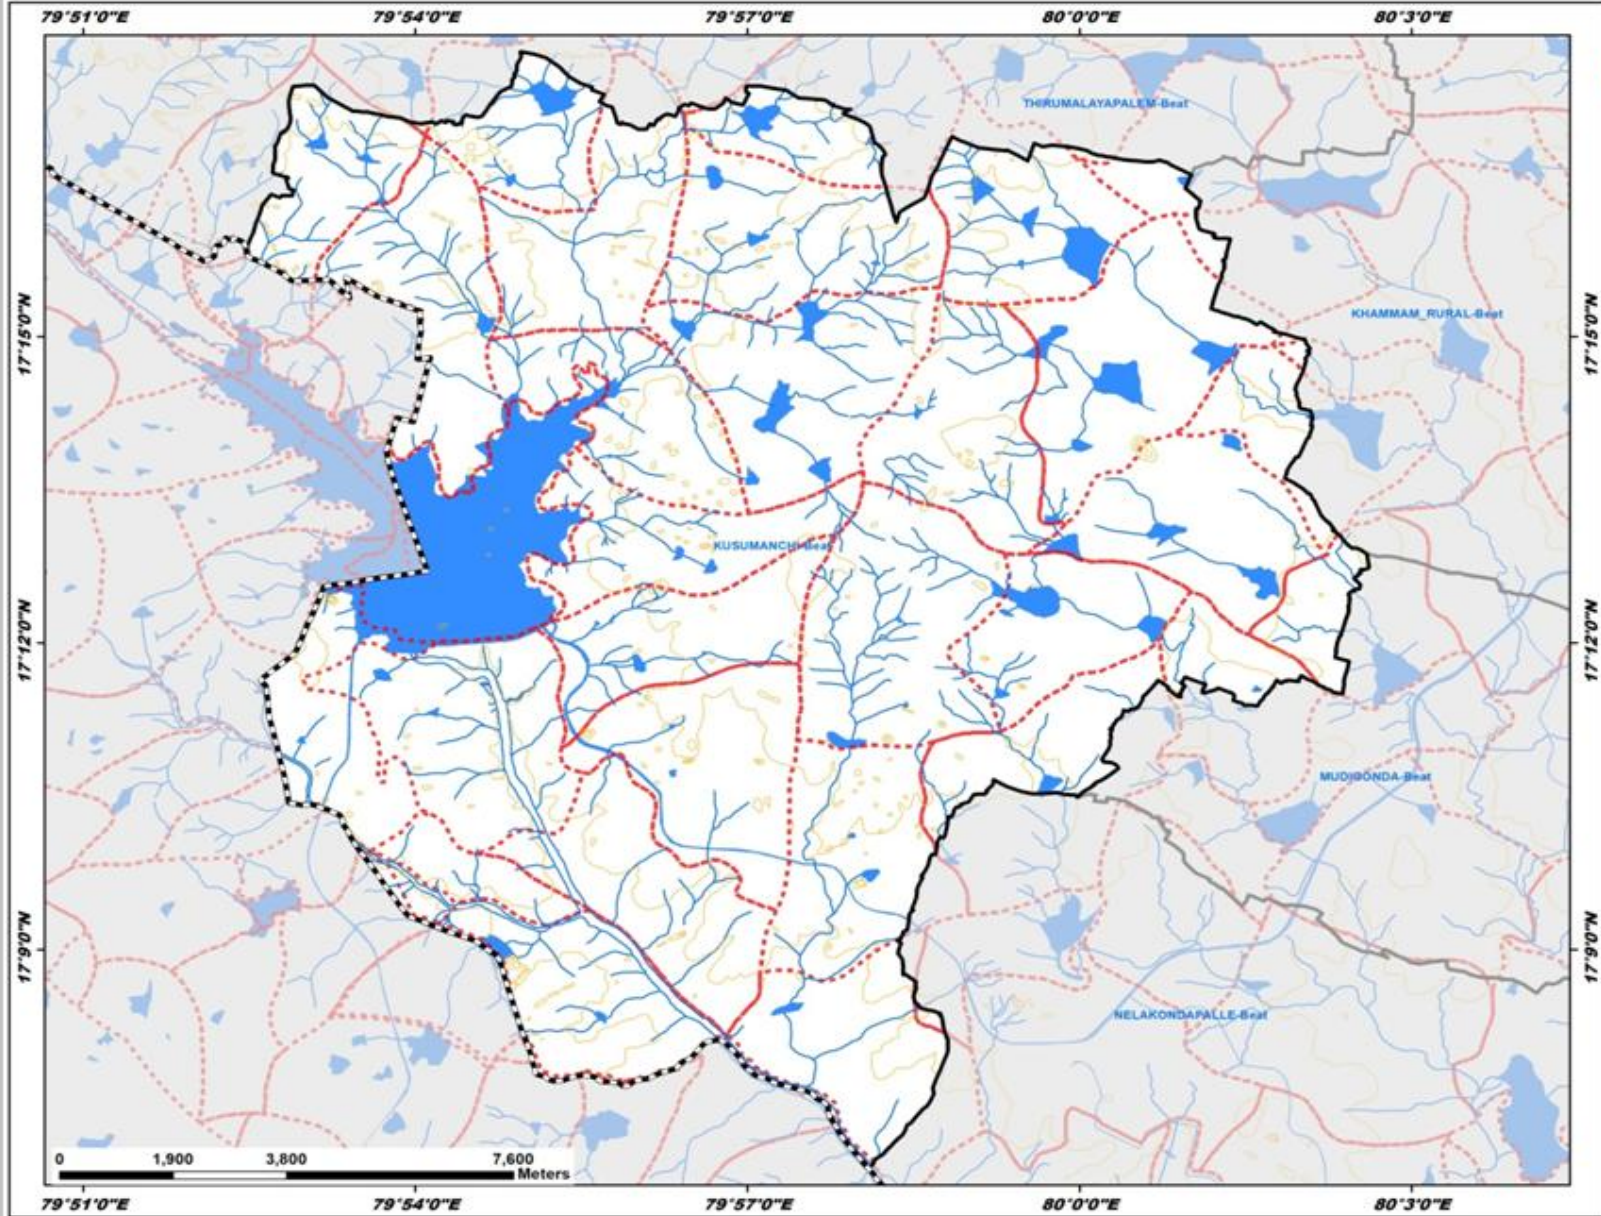 79°51'0"E 79°54'0"E 79°57'0"E 80°0'0"E 80°3'0"E
THIRUMALAYAPALEM-Beat
KHAMMAM_RURAL-Beat
17°15'0"N 17°15'0"N
KUSUMANCHI-Beat
17°12'0"N 17°12'0"N
MUDIGONDA-Beat
17°9'0"N 17°9'0"N
NELAKONDAPALLE-Beat
0 1,900 3,800 7,600
Meters
79°51'0"E 79°54'0"E 79°57'0"E 80°0'0"E 80°3'0"E